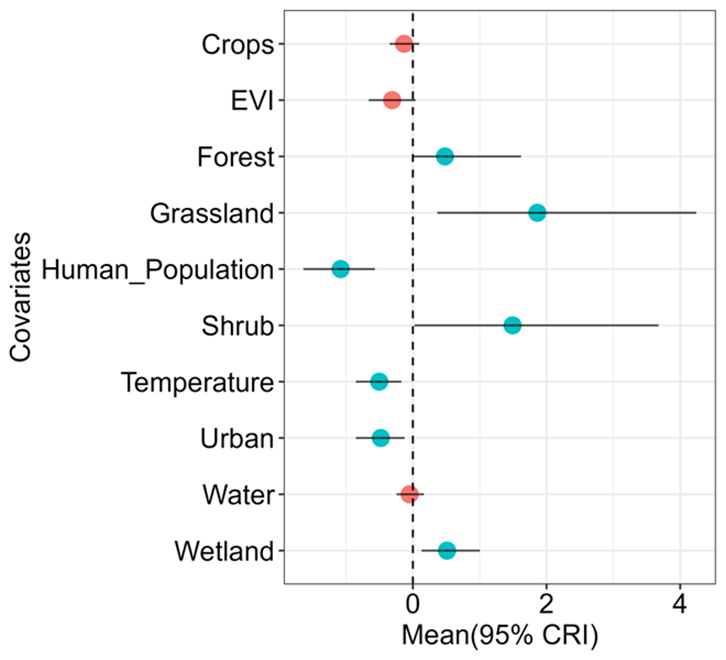 Covariates
Crops
EVI
Forest
Grassland
Human_Population
Shrub
Temperature
Urban
Water
Wetland
0 2 4
Mean(95% CRI)